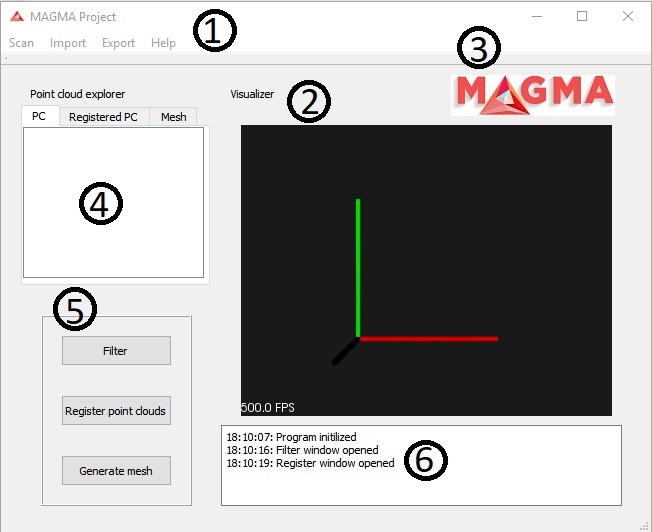 MAGMA Project
Scan Import Export Help
1
3
MAGMA
Point cloud explorer
Visualizer
2
PC Registered PC Mesh
4
5
Filter
Register point clouds
Generate mesh
500.0 FPS
18:10:07: Program initilized
18:10:16: Filter window opened
18:10:19: Register window opened
6